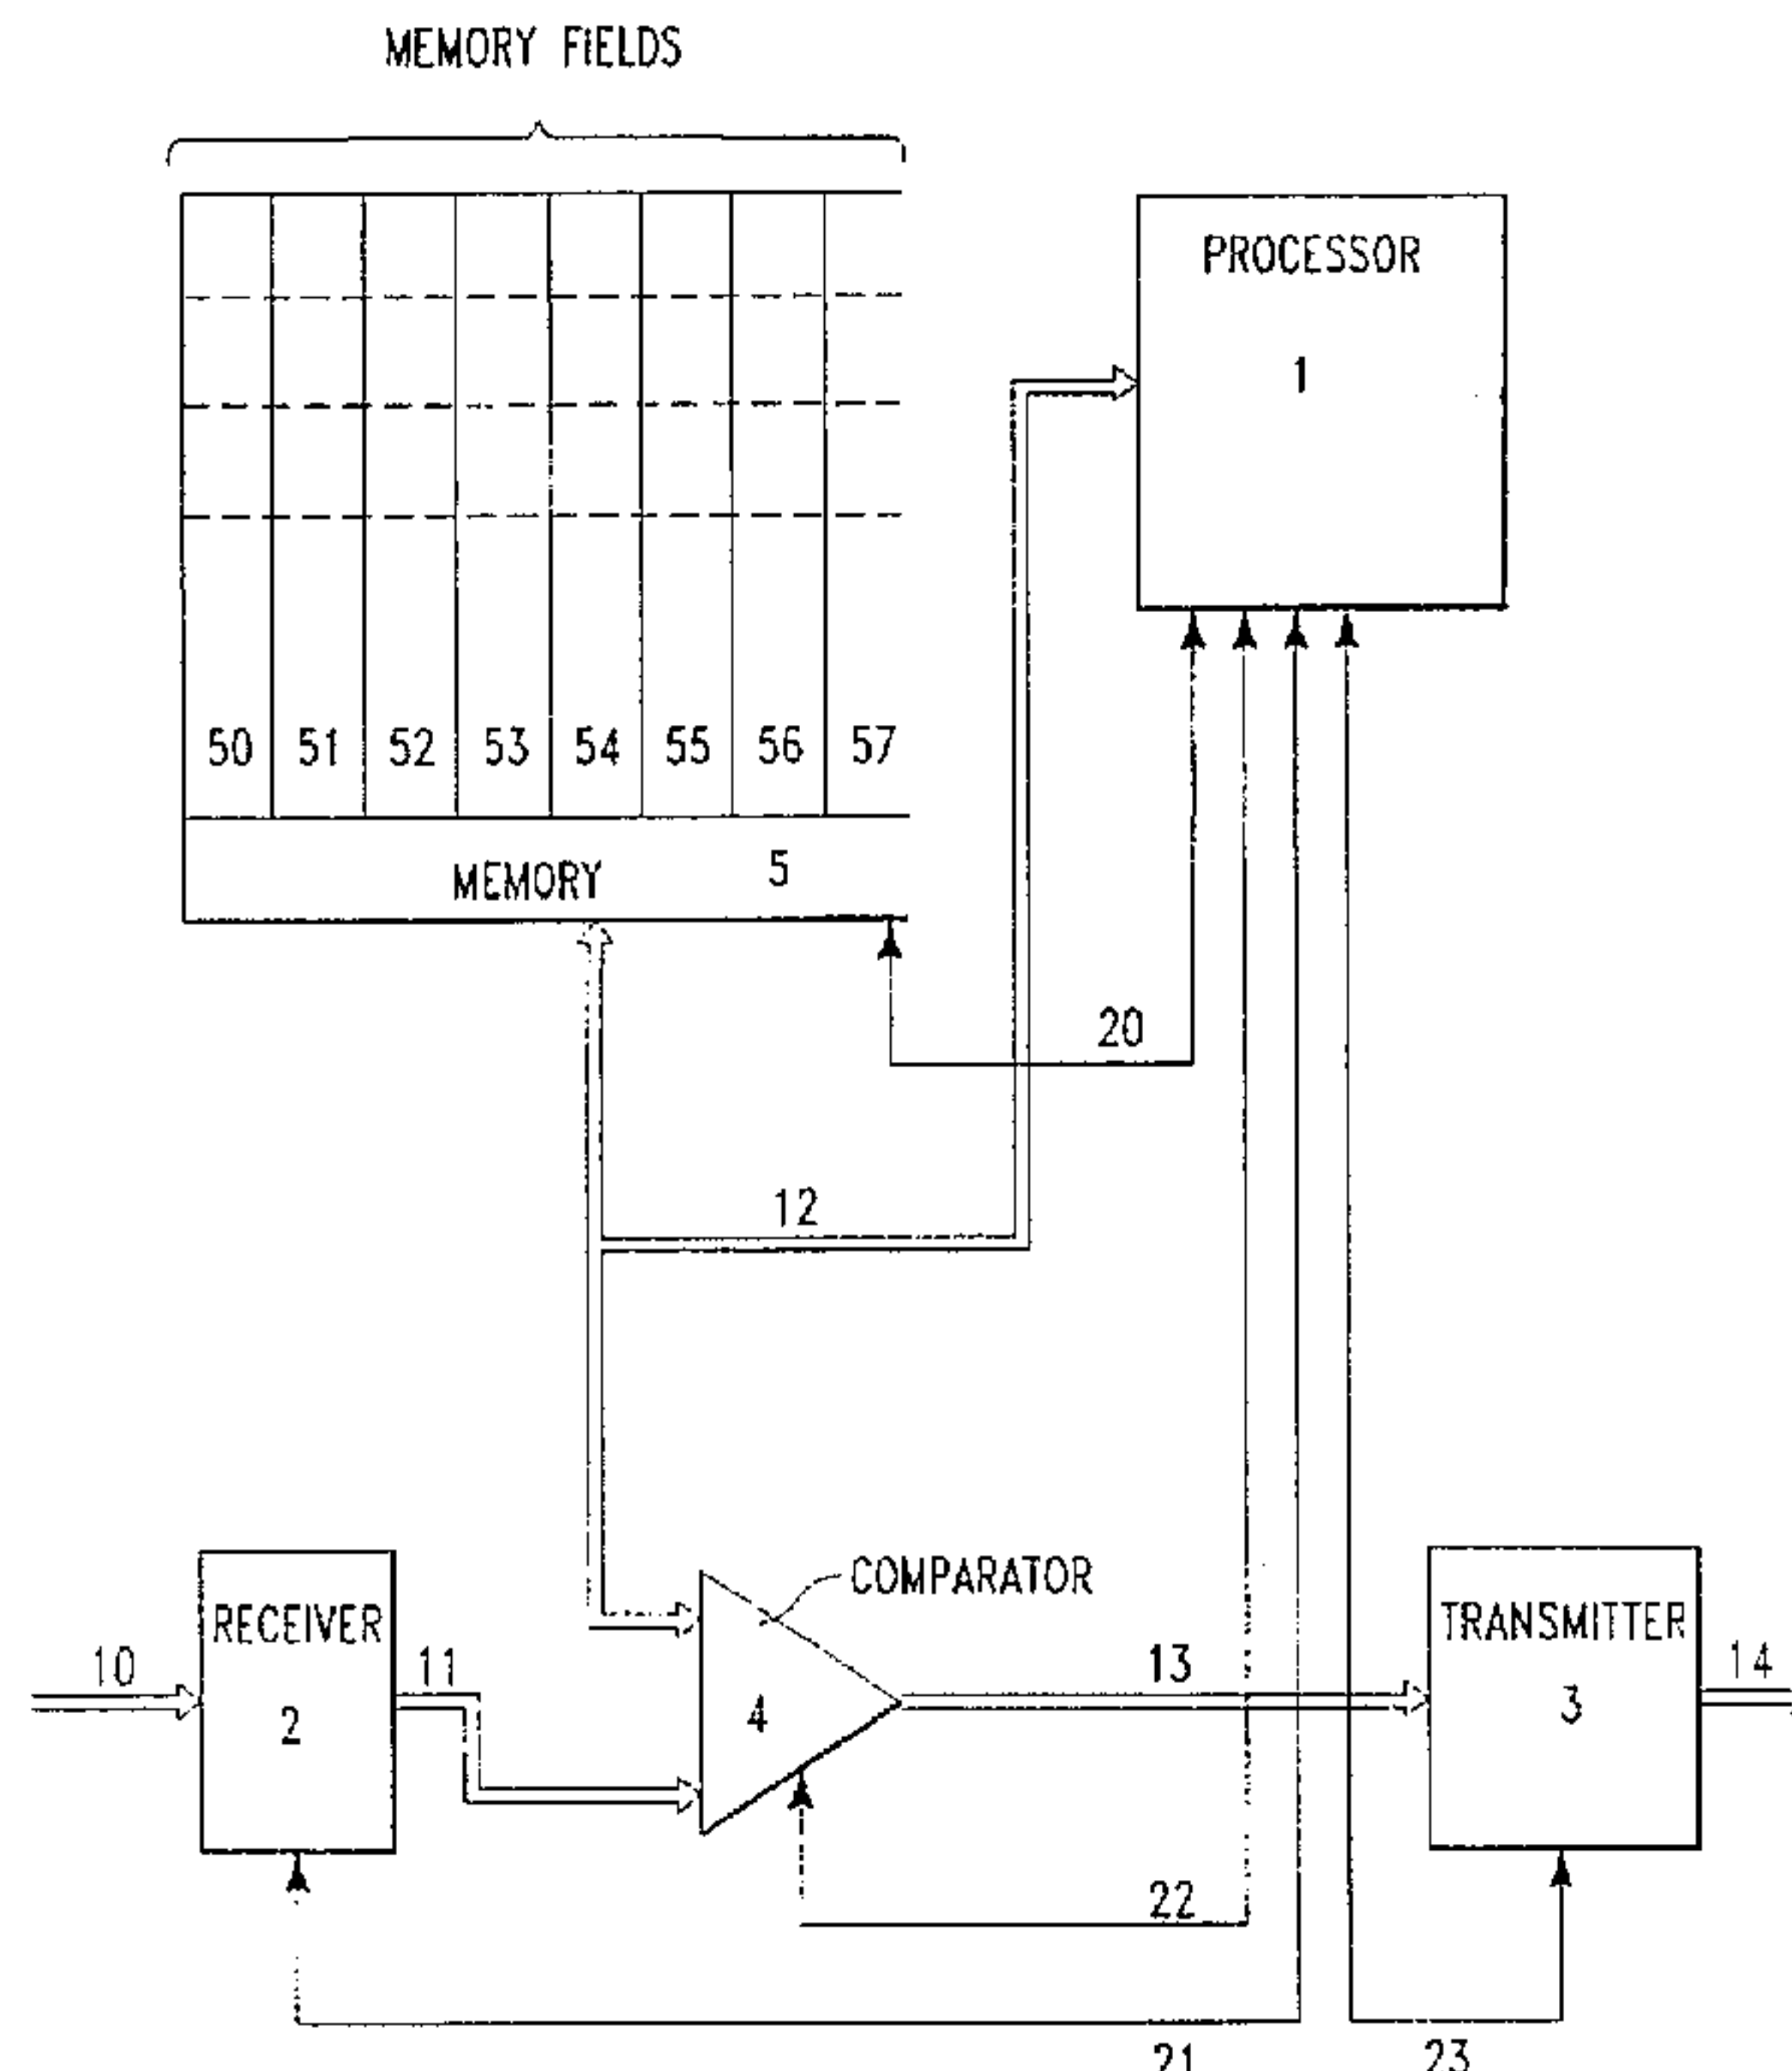 MEMORY FIELDS
PROCESSOR
1
50 51 52 53 54 55 56 57
MEMORY 5
20
12
COMPARATOR
RECEIVER
2
TRANSMITTER
3
10
11
4
13
14
22
21
23